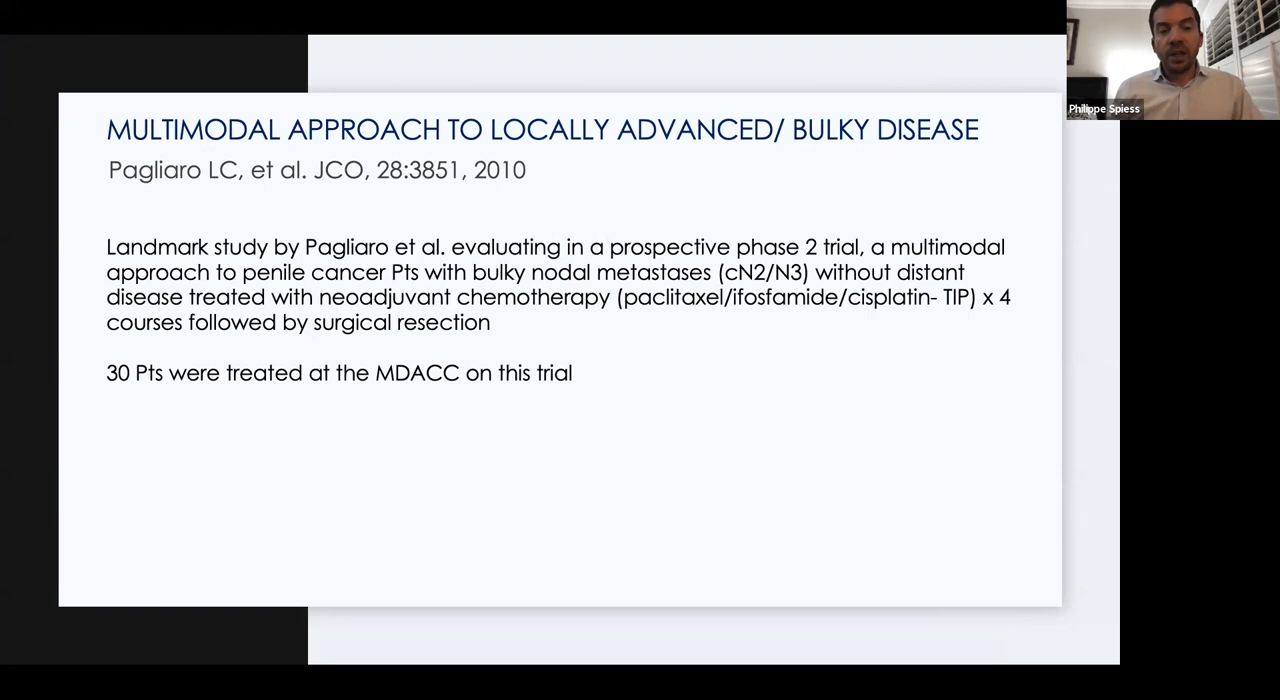 Philippe Spiess
MULTIMODAL APPROACH TO LOCALLY ADVANCED/ BULKY DISEASE
Pagliaro LC, et al. JCO, 28:3851, 2010
Landmark study by Pagliaro et al. evaluating in a prospective phase 2 trial, a multimodal
approach to penile cancer Pts with bulky nodal metastases (cN2/N3) without distant
disease treated with neoadjuvant chemotherapy (paclitaxel/ifosfamide/cisplatin- TIP) x 4
courses followed by surgical resection
30 Pts were treated at the MDACC on this trial